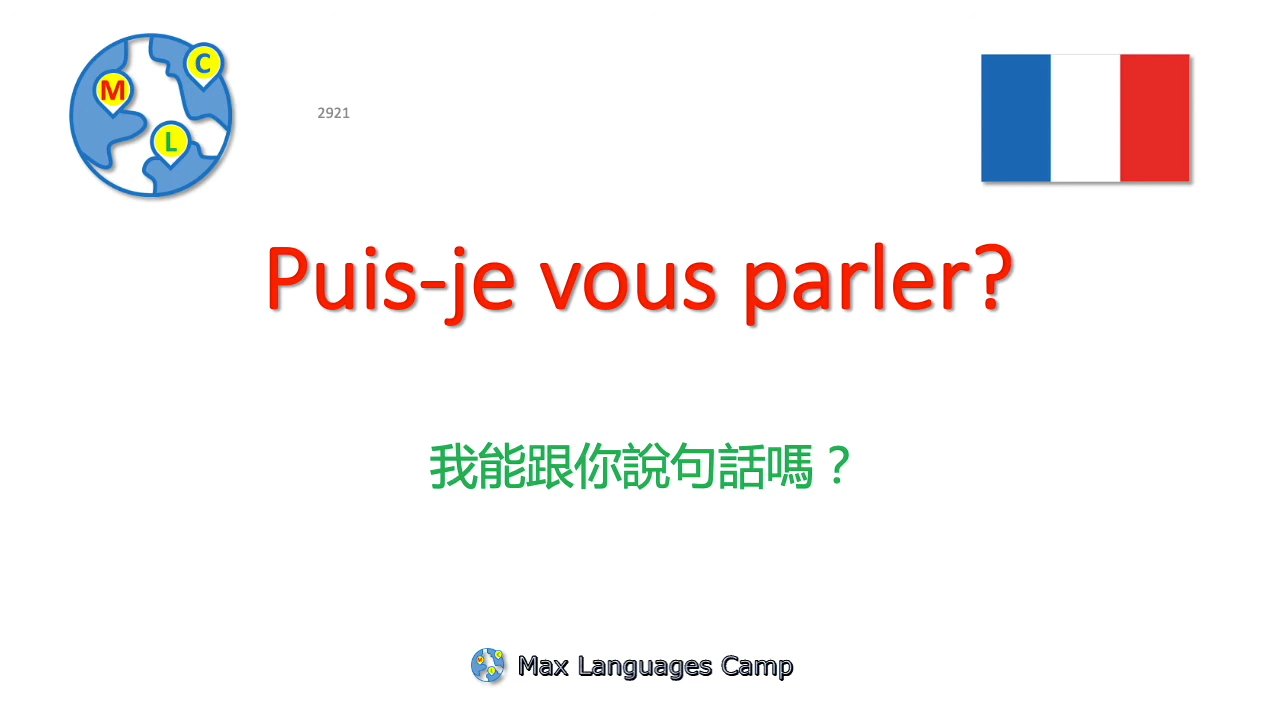 C
M
2921
L
Puis-je vous parler?
我能跟你說句話嗎？
Max Languages Camp